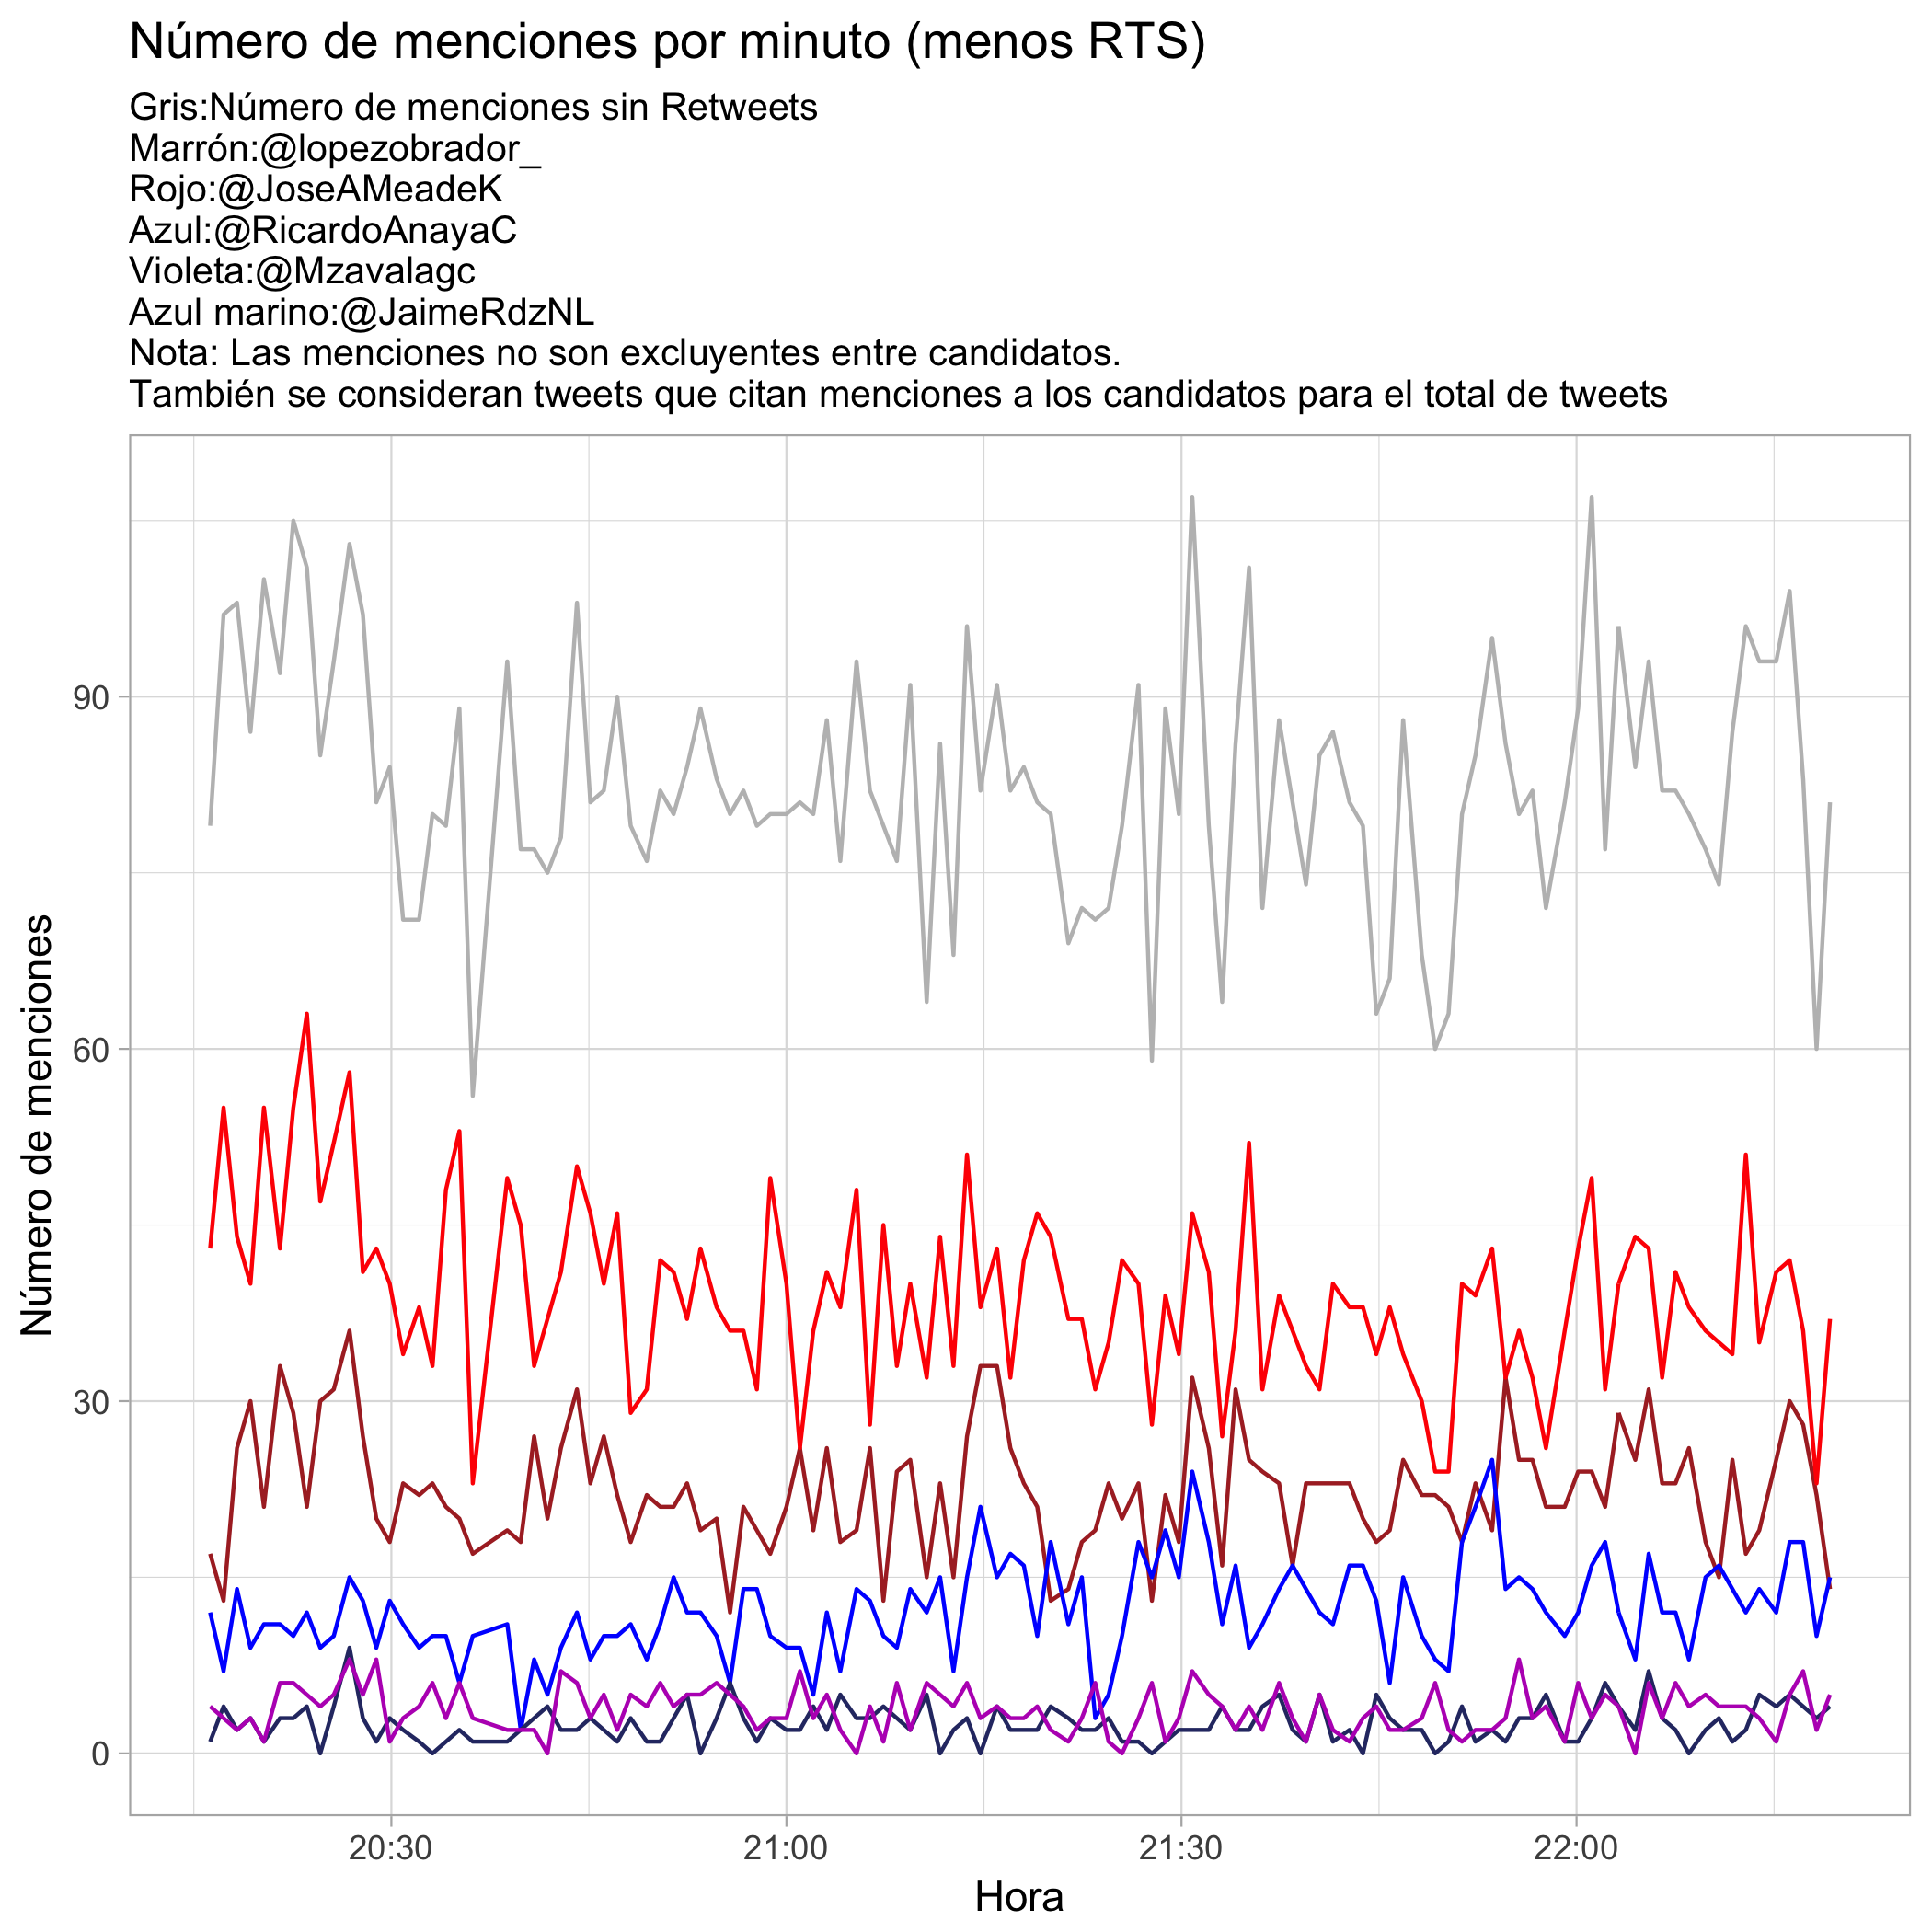 Número de menciones por minuto (menos RTS)
Gris:Número de menciones sin Retweets
Marrón:@lopezobrador_
Rojo:@JoseAMeadeK
Azul:@RicardoAnayaC
Violeta:@Mzavalagc
Azul marino:@JaimeRdzNL
Nota: Las menciones no son excluyentes entre candidatos.
También se consideran tweets que citan menciones a los candidatos para el total de tweets
Número de menciones
90
60
30
0
20:30
21:00
21:30
22:00
Hora